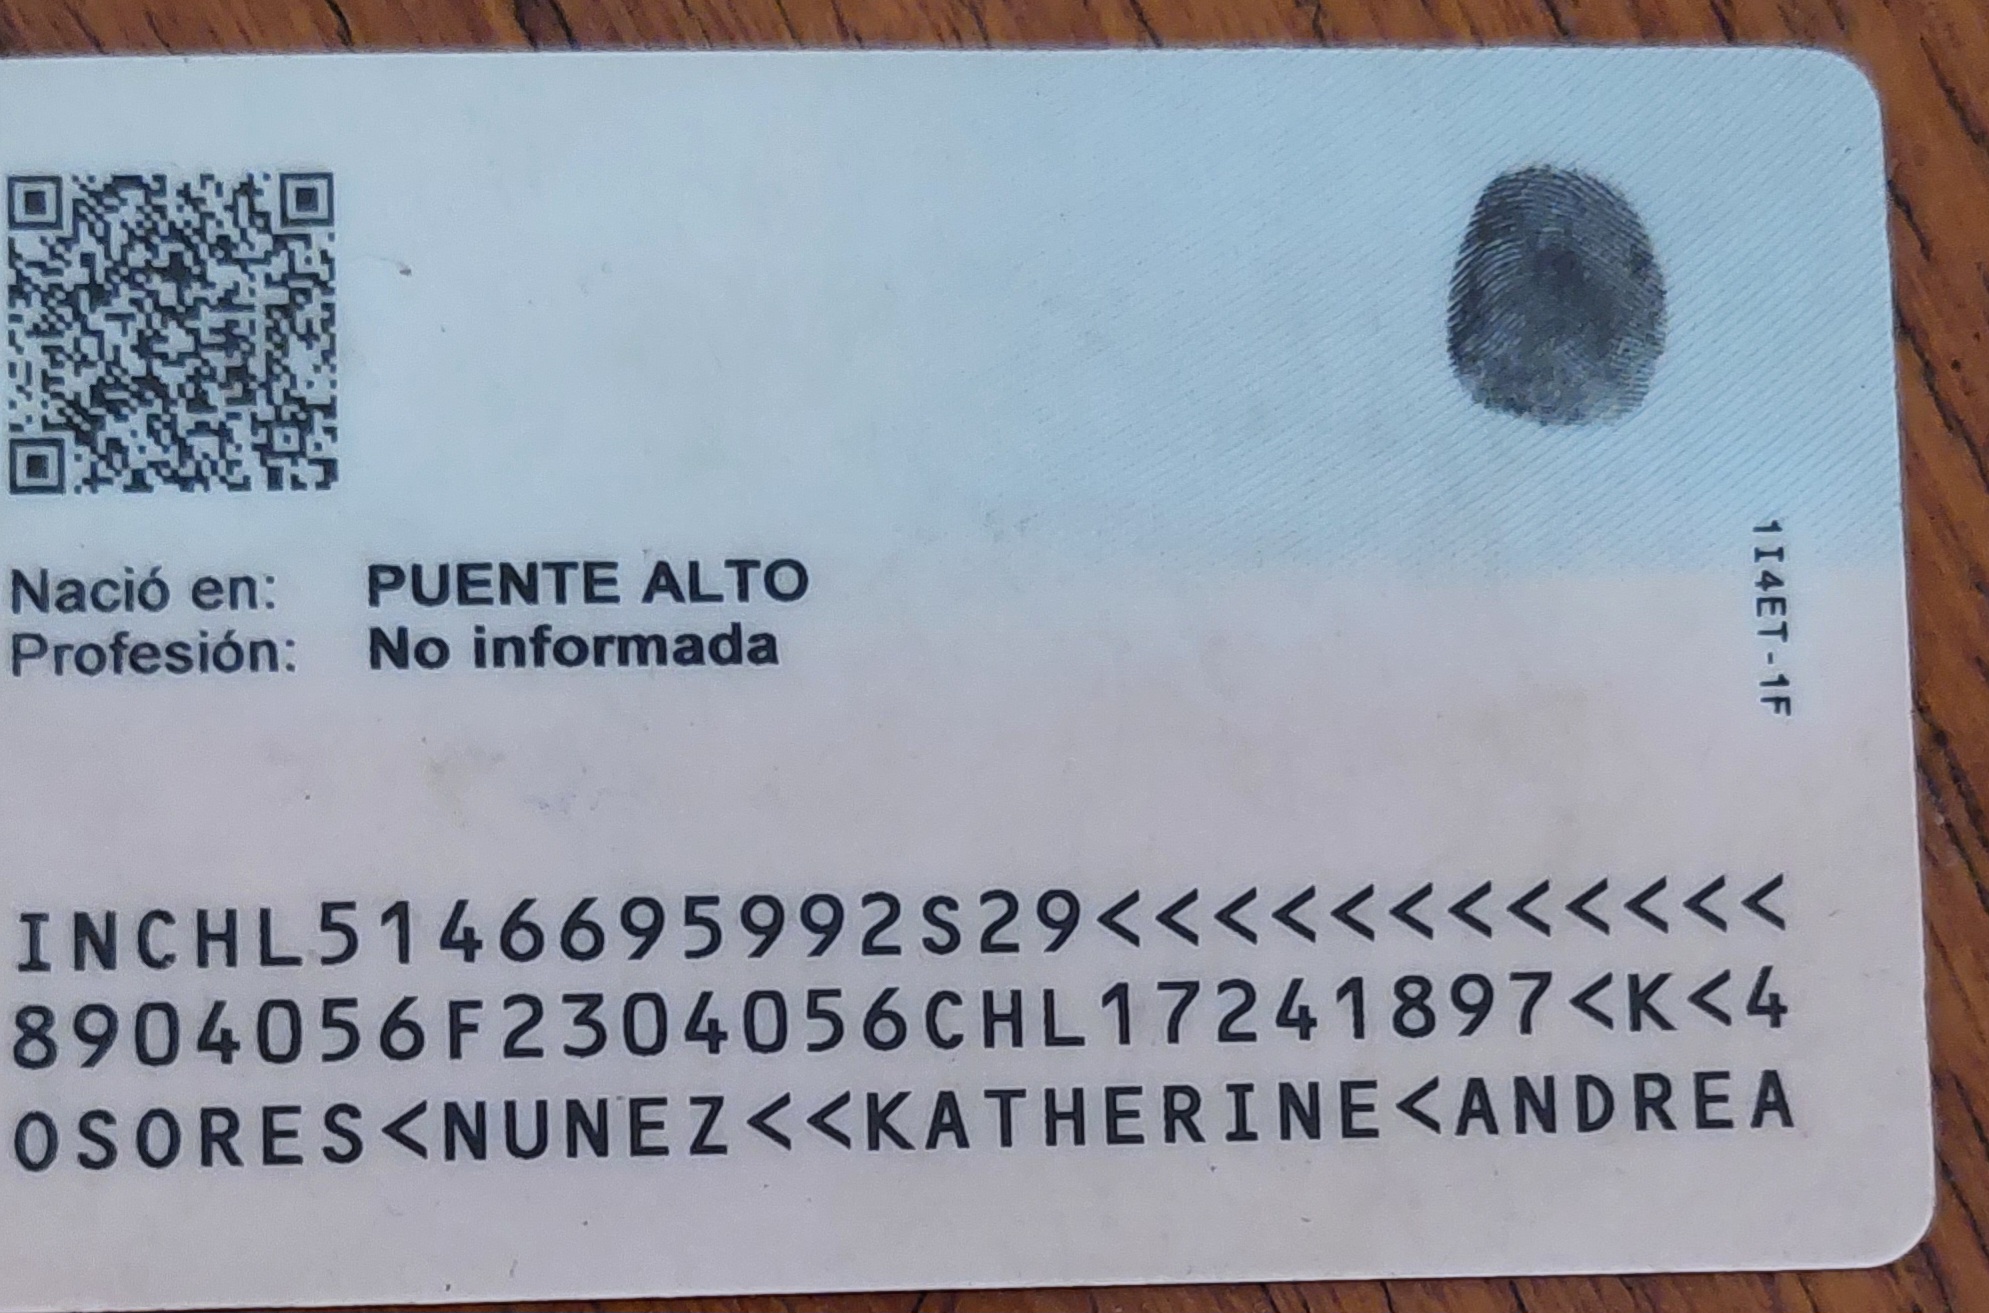 Nació en: PUENTE ALTO
Profesión: No informada
1I4ET-1F
INCHL5146695992S29<<<<<<<<<<<<
8904056F2304056CHL17241897<K<4
OSORES<NUNEZ<<KATHERINE<ANDREA